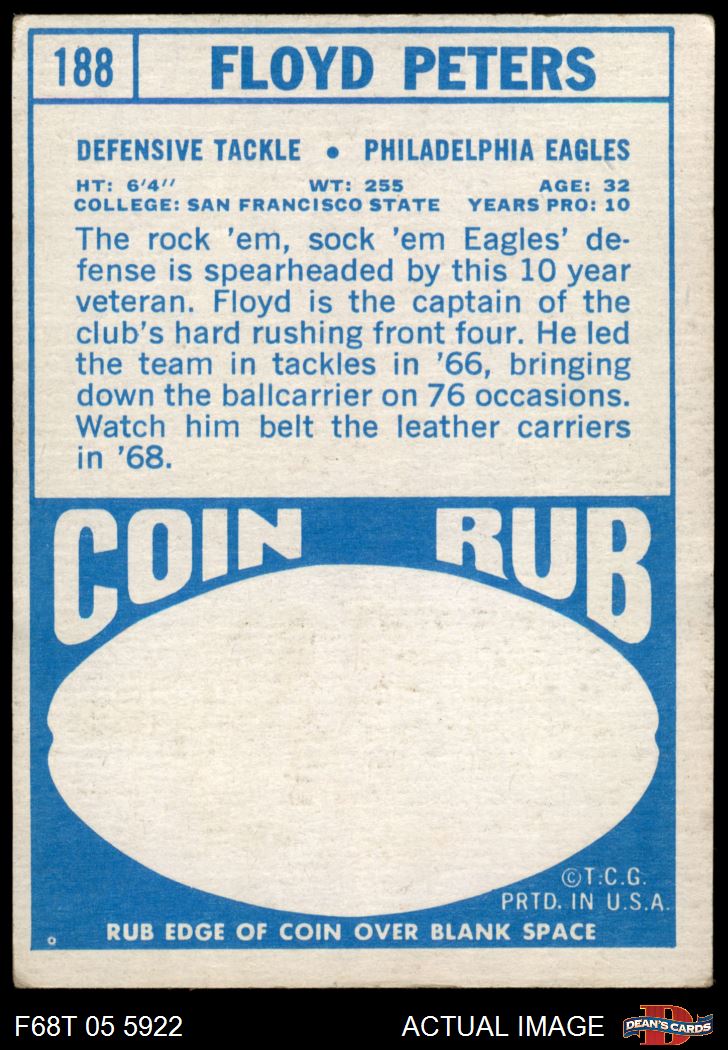 188 FLOYD PETERS
DEFENSIVE TACKLE • PHILADELPHIA EAGLES
HT: 6'4'' WT: 255 AGE: 32
COLLEGE: SAN FRANCISCO STATE YEARS PRO: 10
The rock 'em, sock 'em Eagles' de-
fense is spearheaded by this 10 year
veteran. Floyd is the captain of the
club's hard rushing front four. He led
the team in tackles in '66, bringing
down the ballcarrier on 76 occasions.
Watch him belt the leather carriers
in '68.
COIN RUB
©T.C.G.
PRTD. IN U.S.A.
RUB EDGE OF COIN OVER BLANK SPACE
F68T 05 5922 ACTUAL IMAGE D DEAN'S CARDS